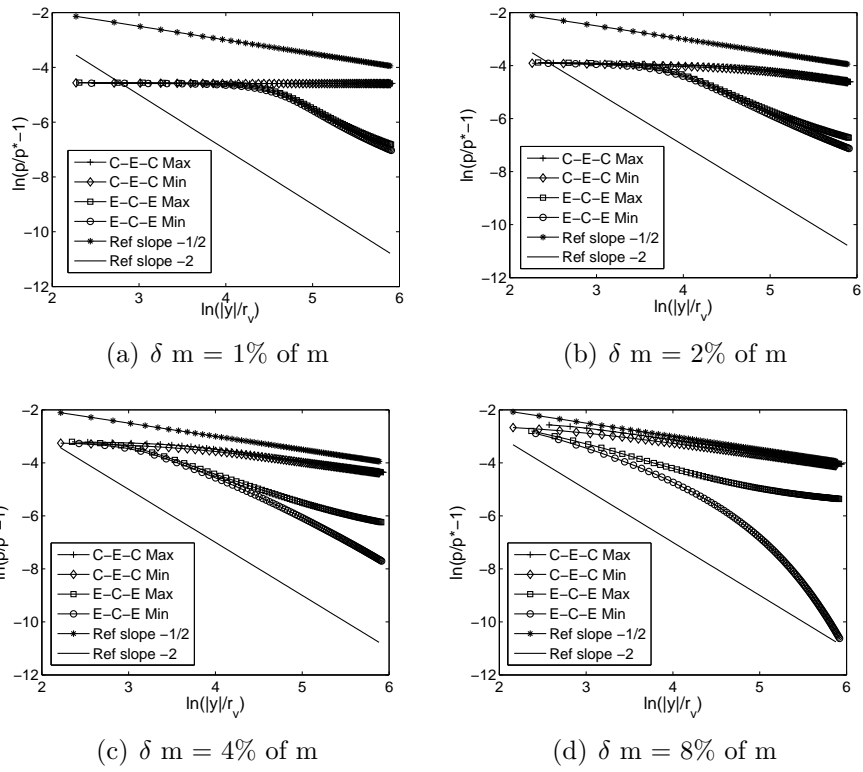 −2
−4
−6
−8
−10
−12
ln(p/p*−1)
C−E−C Max
C−E−C Min
E−C−E Max
E−C−E Min
Ref slope −1/2
Ref slope −2
2 3 4 5 6
ln(|y|/r_v)
(a) δ m = 1% of m
−2
−4
−6
−8
−10
−12
ln(p/p*−1)
C−E−C Max
C−E−C Min
E−C−E Max
E−C−E Min
Ref slope −1/2
Ref slope −2
2 3 4 5 6
ln(|y|/r_v)
(b) δ m = 2% of m
−2
−4
−6
−8
−10
−12
ln(p/p*−1)
C−E−C Max
C−E−C Min
E−C−E Max
E−C−E Min
Ref slope −1/2
Ref slope −2
2 3 4 5 6
ln(|y|/r_v)
(c) δ m = 4% of m
−2
−4
−6
−8
−10
−12
ln(p/p*−1)
C−E−C Max
C−E−C Min
E−C−E Max
E−C−E Min
Ref slope −1/2
Ref slope −2
2 3 4 5 6
ln(|y|/r_v)
(d) δ m = 8% of m